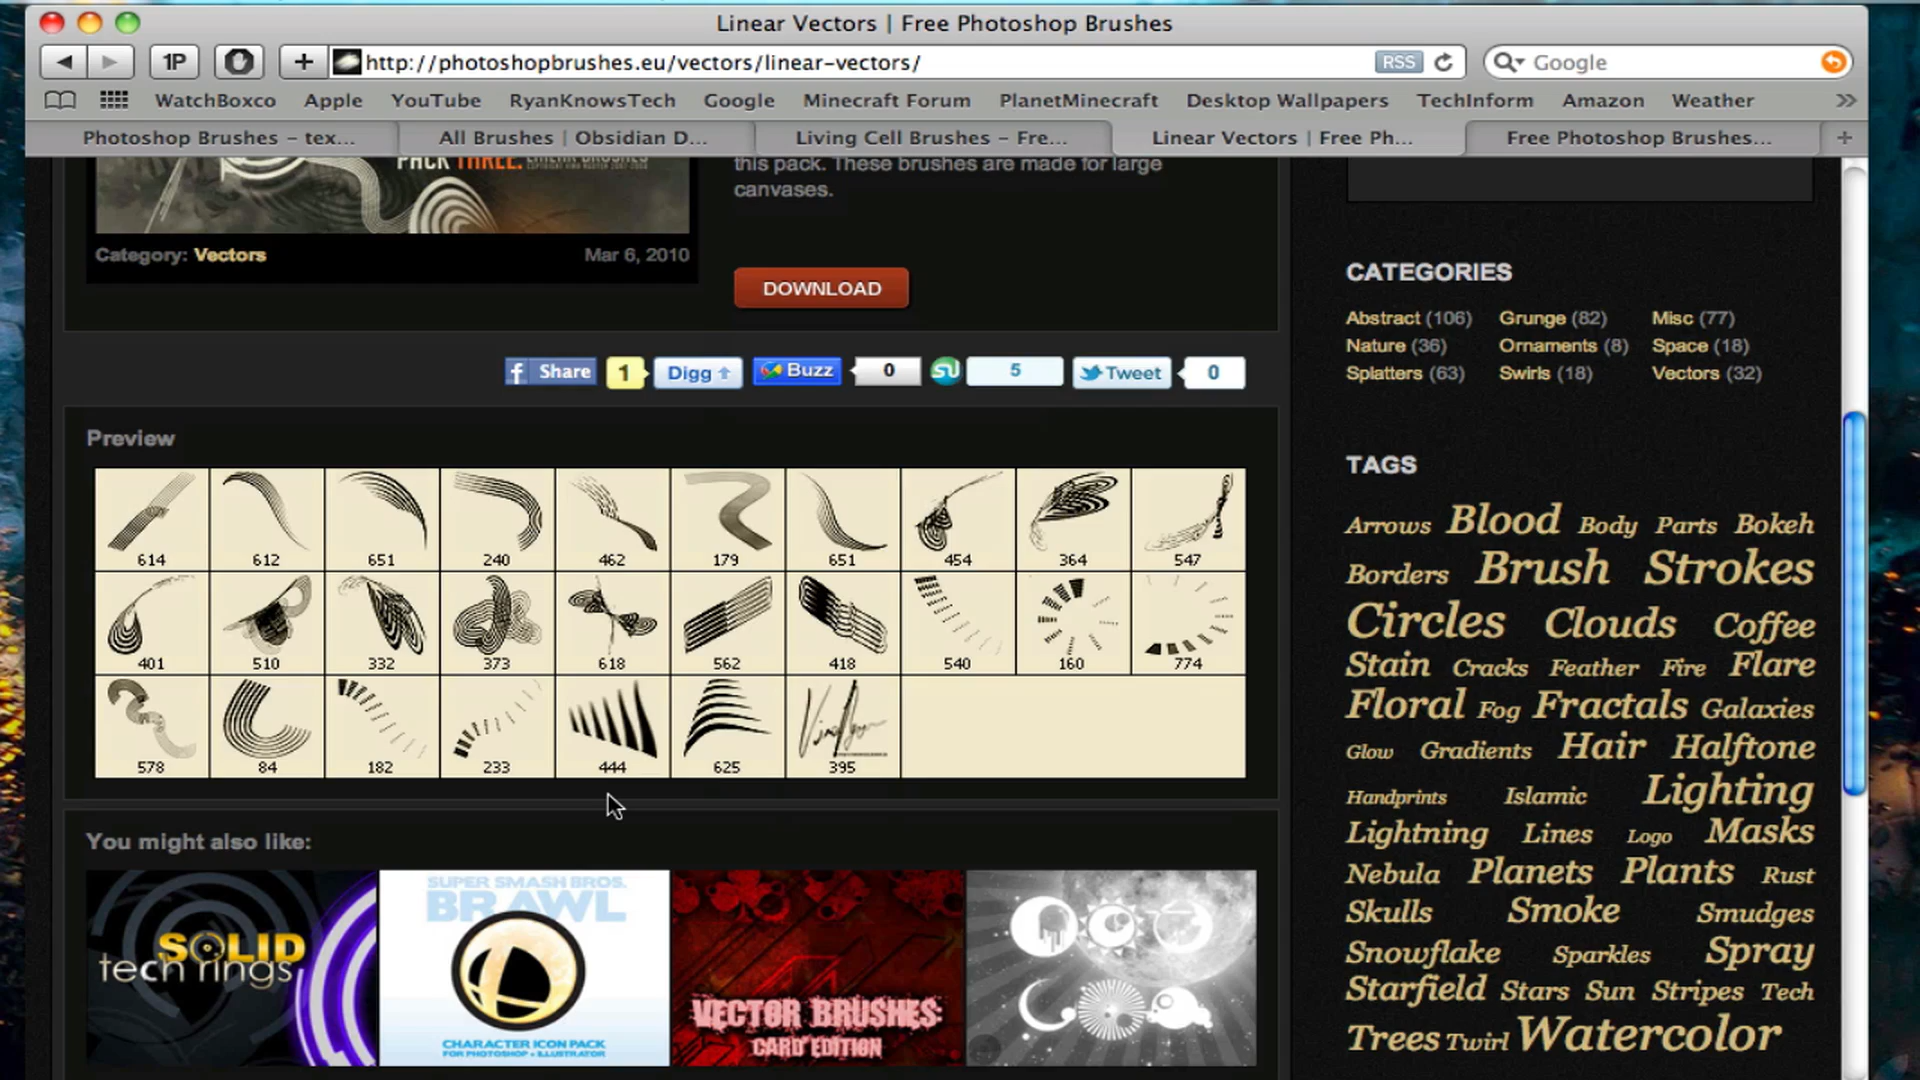 Linear Vectors | Free Photoshop Brushes
1P
http://photoshopbrushes.eu/vectors/linear-vectors/
RSS
Google
WatchBoxco Apple YouTube RyanKnowsTech Google Minecraft Forum PlanetMinecraft Desktop Wallpapers TechInform Amazon Weather
Photoshop Brushes – tex... All Brushes | Obsidian D... Living Cell Brushes – Fre... Linear Vectors | Free Ph... Free Photoshop Brushes...
PACK THREE.
this pack. These brushes are made for large
canvases.
Category: Vectors Mar 6, 2010
DOWNLOAD
Share 1 Digg Buzz 0 5 Tweet 0
Preview
614 612 651 240 462 179 651 454 364 547
401 510 332 373 618 562 418 540 160 774
578 84 182 233 444 625 395
You might also like:
SOLID
tech rings
SUPER SMASH BROS.
BRAWL
CHARACTER ICON PACK
FOR PHOTOSHOP + ILLUSTRATOR
VECTOR BRUSHES:
CARD EDITION
CATEGORIES
Abstract (106) Grunge (82) Misc (77)
Nature (36) Ornaments (8) Space (18)
Splatters (63) Swirls (18) Vectors (32)
TAGS
Arrows Blood Body Parts Bokeh
Borders Brush Strokes
Circles Clouds Coffee
Stain Cracks Feather Fire Flare
Floral Fog Fractals Galaxies
Glow Gradients Hair Halftone
Handprints Islamic Lighting
Lightning Lines Logo Masks
Nebula Planets Plants Rust
Skulls Smoke Smudges
Snowflake Sparkles Spray
Starfield Stars Sun Stripes Tech
Trees Twirl Watercolor